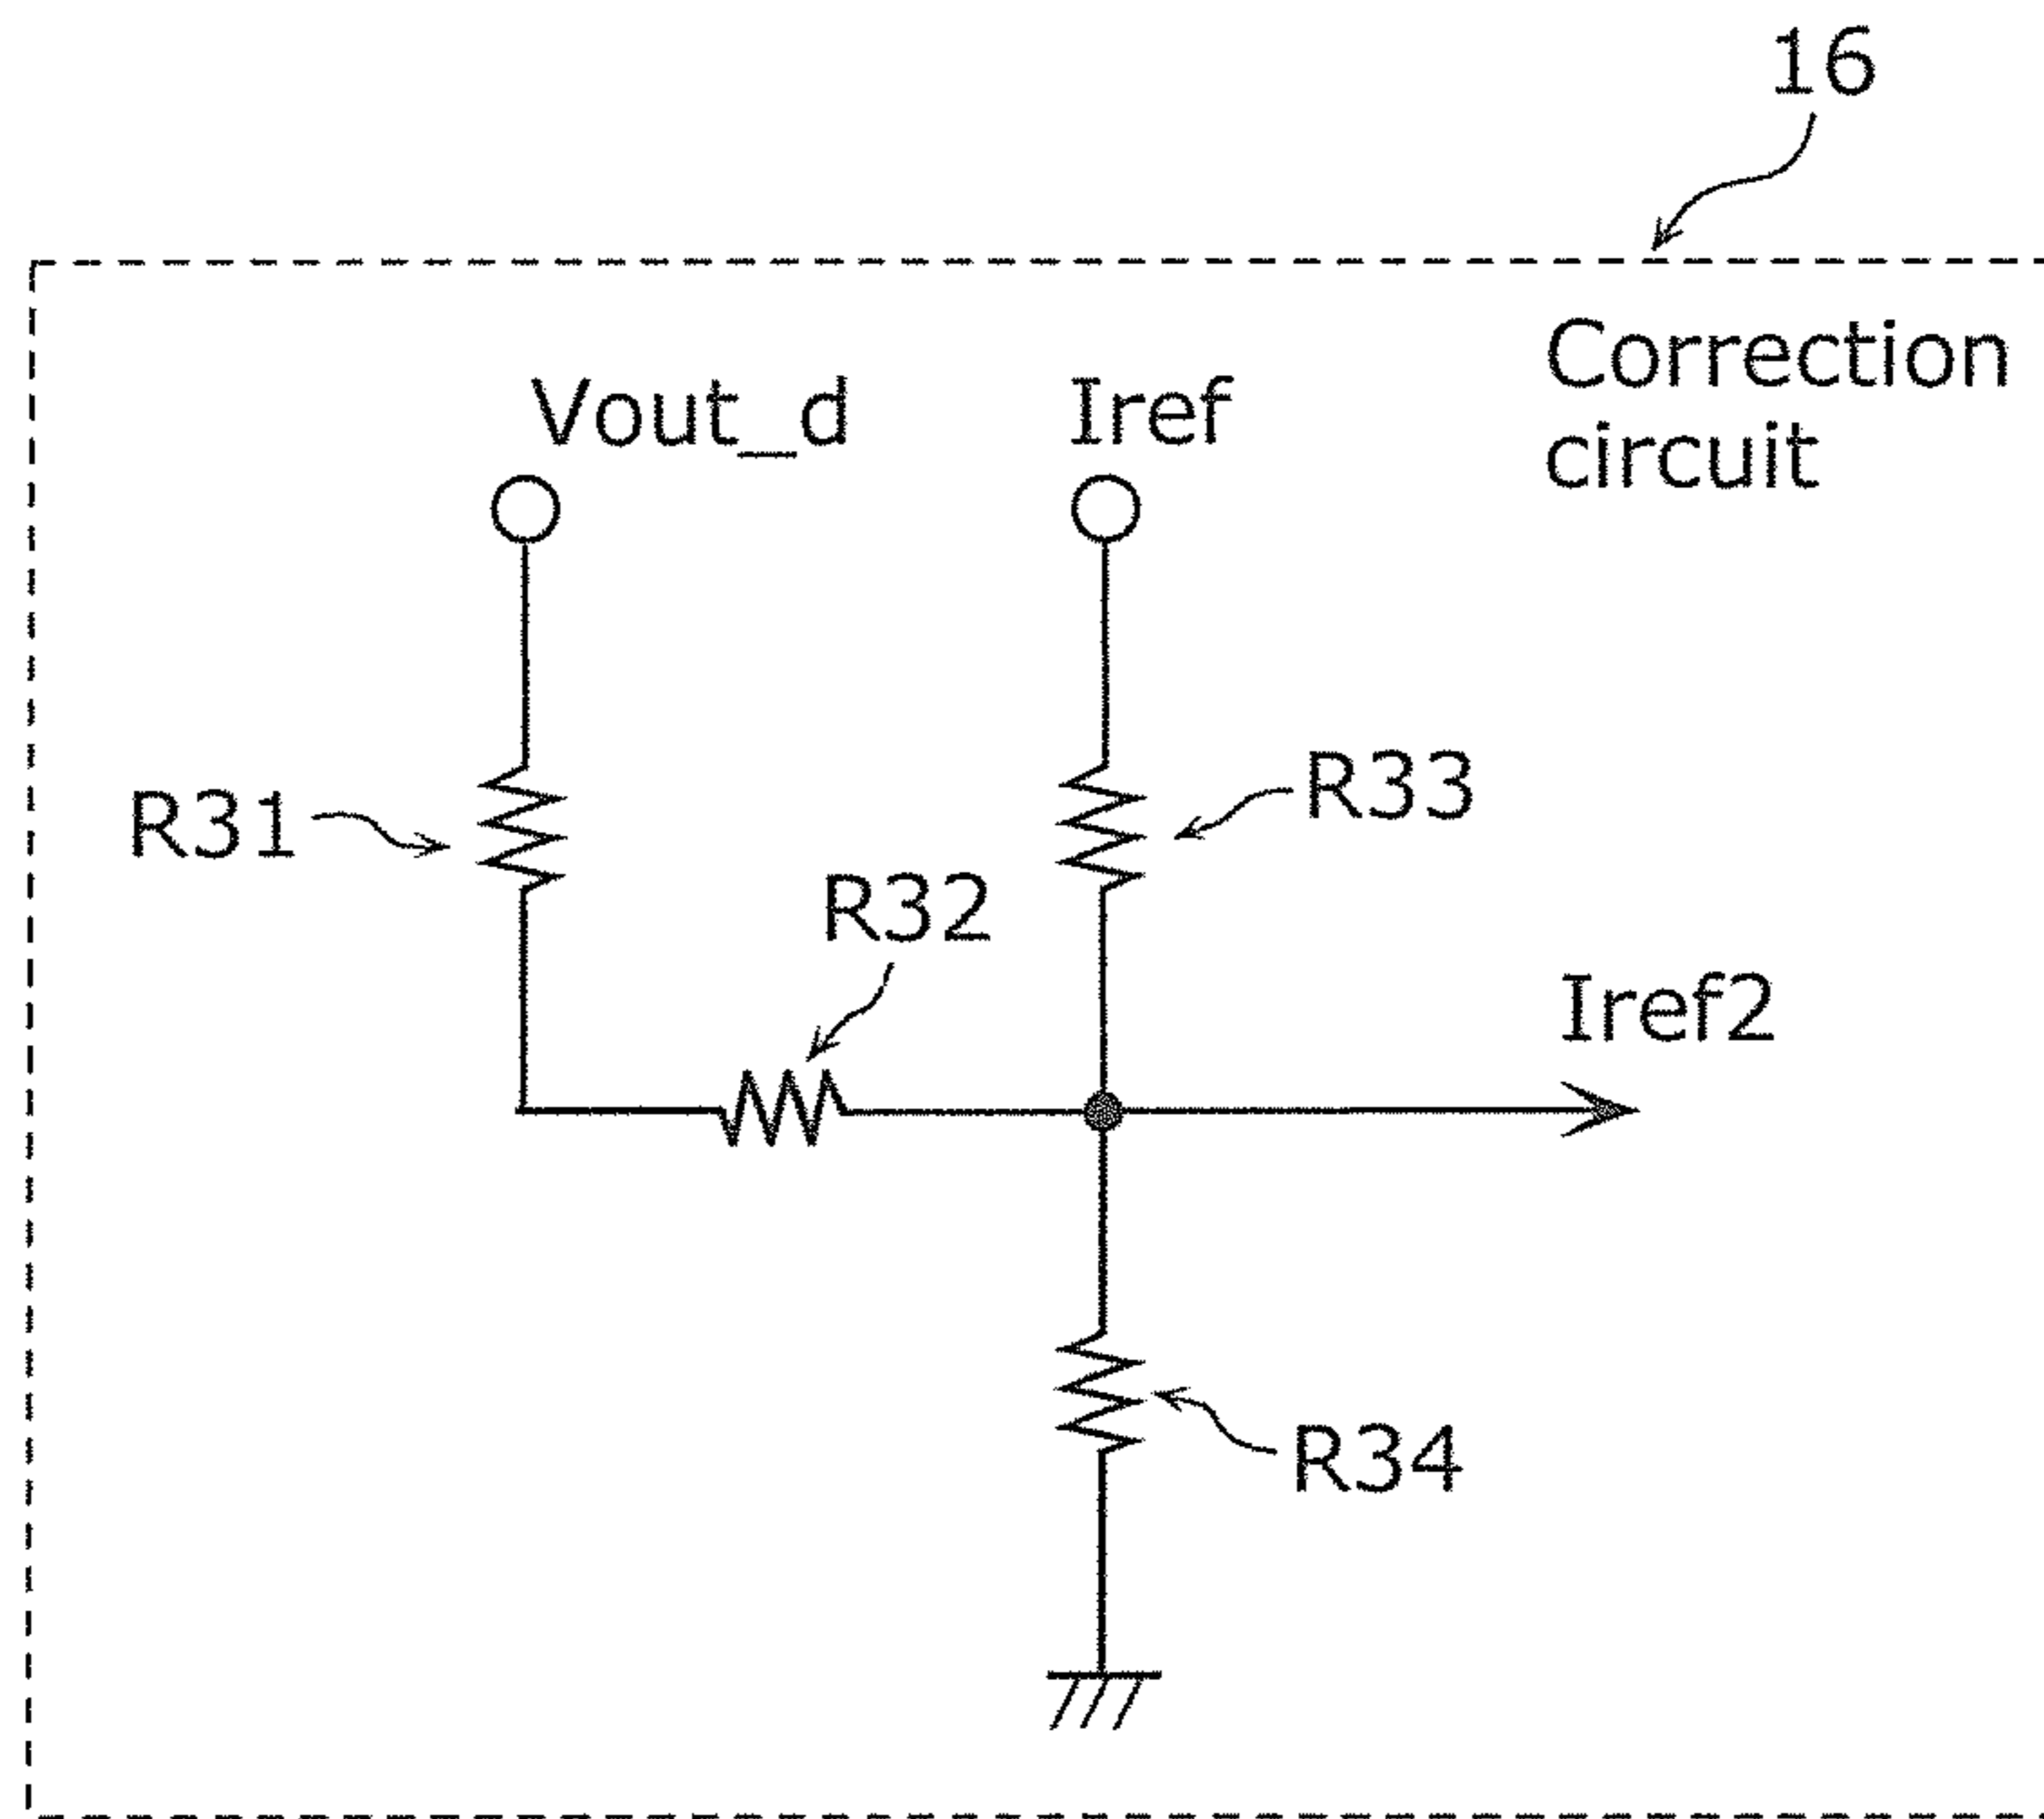 16
Correction
circuit
Vout_d
Iref
R31
R33
R32
Iref2
R34